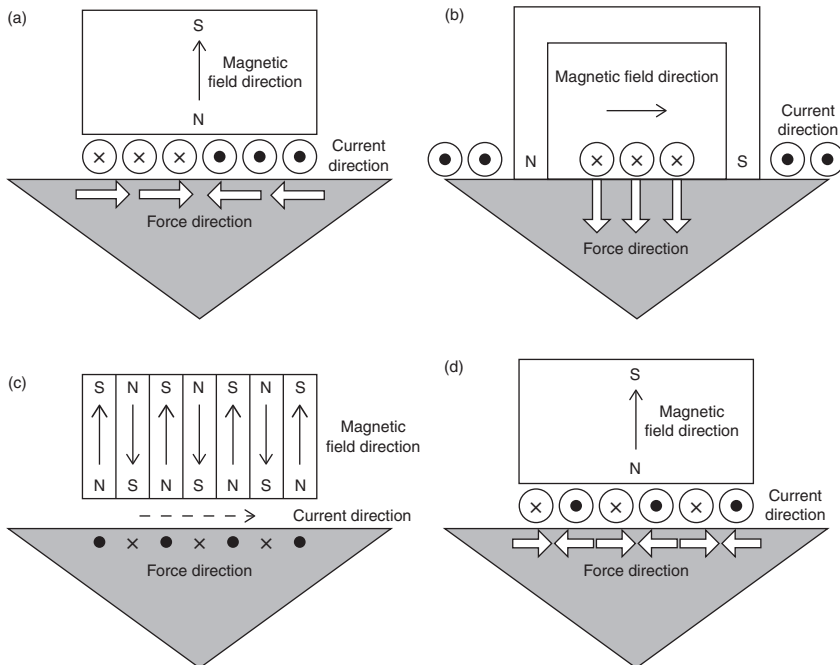 (a)
S
Magnetic
field direction
N
× × × ● ● ●
Current
direction
Force direction
(b)
Magnetic field direction
Current
direction
● ● N × × × S ● ●
Force direction
(c)
S N S N S N S
Magnetic
field direction
N S N S N S N
Current direction
● × ● × ● × ●
Force direction
(d)
S
Magnetic
field direction
N
× ● × ● × ●
Current
direction
Force direction